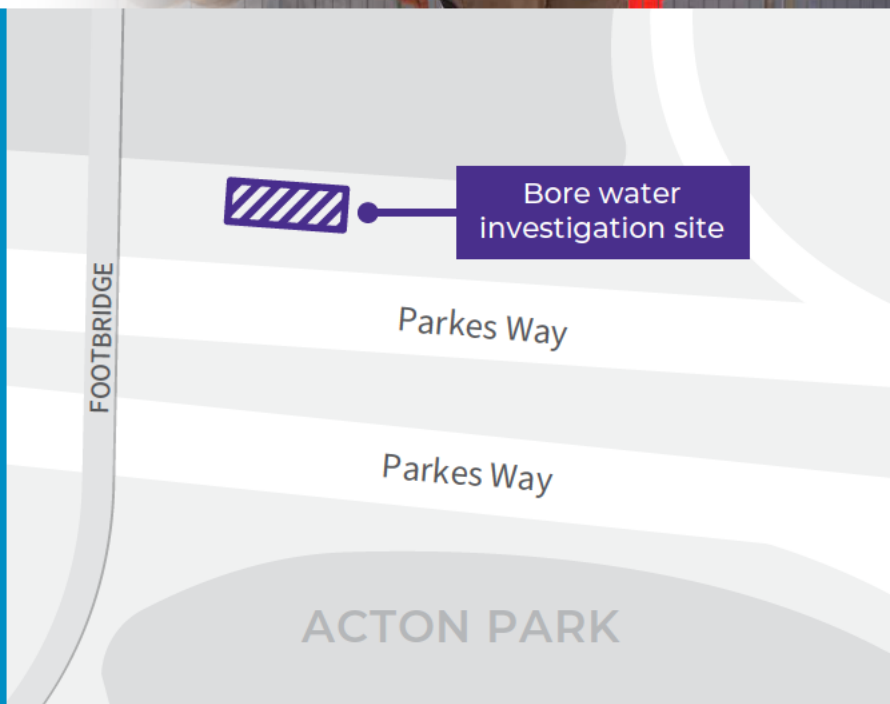 Bore water
investigation site
FOOTBRIDGE
Parkes Way
Parkes Way
ACTON PARK